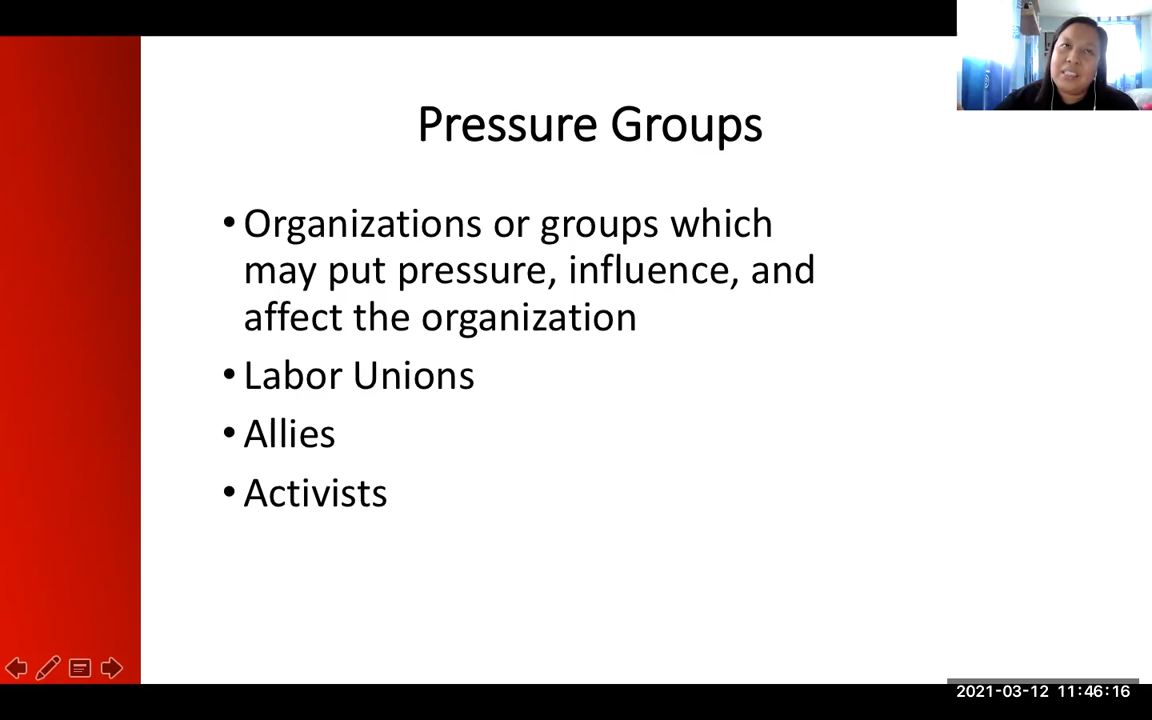 Pressure Groups
• Organizations or groups which
may put pressure, influence, and
affect the organization
• Labor Unions
• Allies
• Activists
2021-03-12 11:46:16